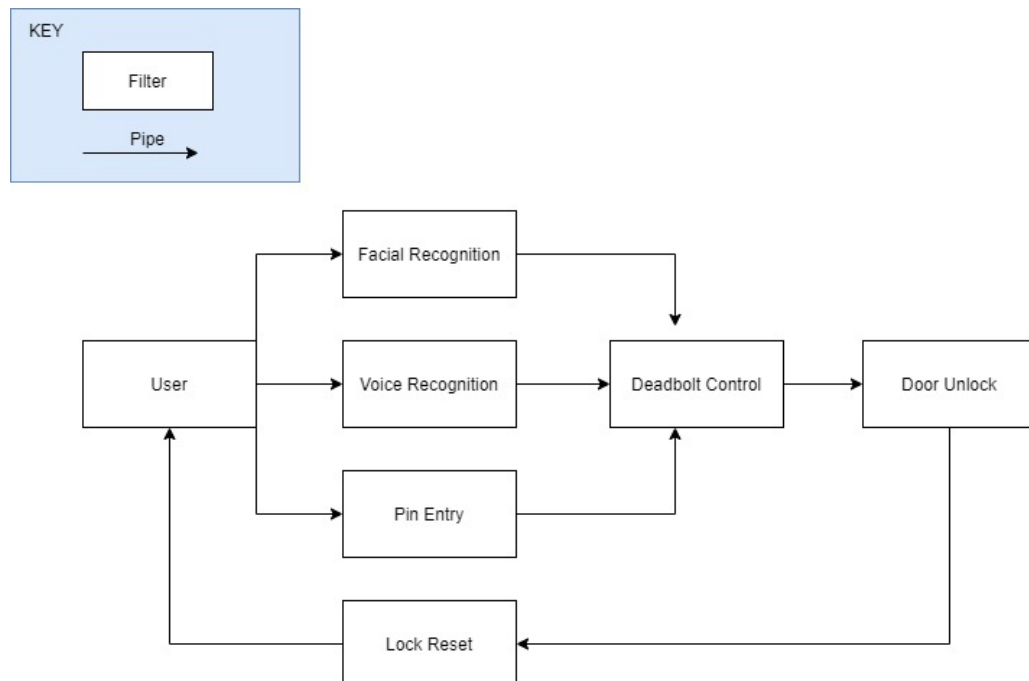 KEY
Filter
Pipe
Facial Recognition
User
Voice Recognition
Deadbolt Control
Door Unlock
Pin Entry
Lock Reset